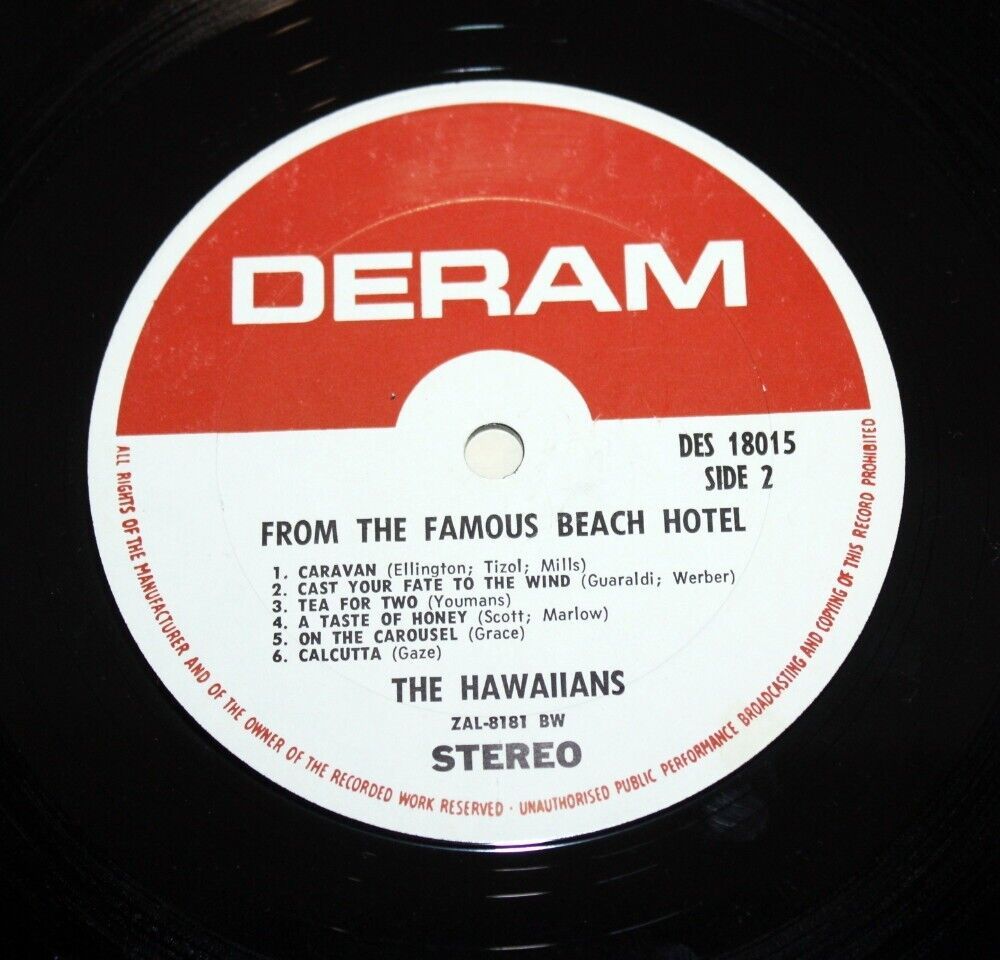 DERAM
DES 18015
SIDE 2
FROM THE FAMOUS BEACH HOTEL
1. CARAVAN (Ellington; Tizol; Mills)
2. CAST YOUR FATE TO THE WIND (Guaraldi; Werber)
3. TEA FOR TWO (Youmans)
4. A TASTE OF HONEY (Scott; Marlow)
5. ON THE CAROUSEL (Grace)
6. CALCUTTA (Gaze)
THE HAWAIIANS
ZAL-8181 BW
STEREO
ALL RIGHTS OF THE MANUFACTURER AND OF THE OWNER OF THE RECORDED WORK RESERVED · UNAUTHORISED PUBLIC PERFORMANCE BROADCASTING AND COPYING OF THIS RECORD PROHIBITED